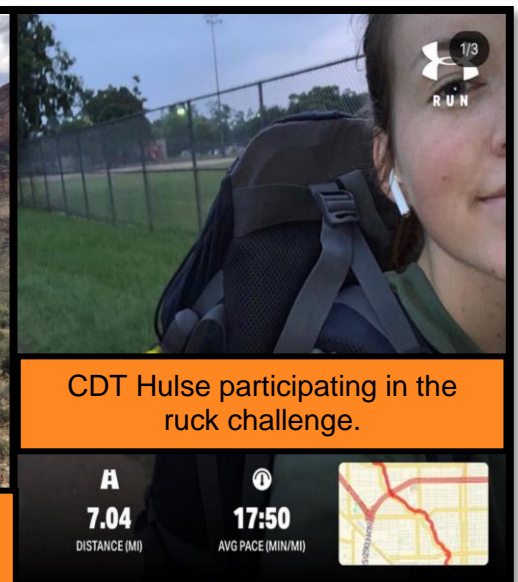 1/3
RUN
CDT Hulse participating in the
ruck challenge.
7.04
17:50
DISTANCE (MI)
AVG PACE (MIN/MI)